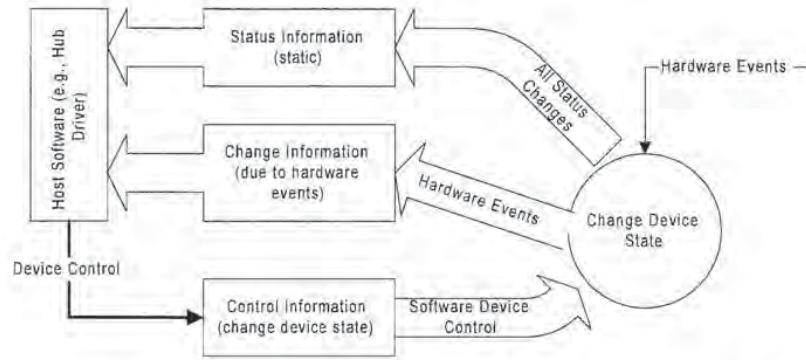 Host Software (e.g., Hub
Driver)
Status Information
(static)
All Status
Changes
Hardware Events
Change Information
(due to hardware
events)
Hardware Events
Change Device
State
Device Control
Control Information
(change device state)
Software Device
Control